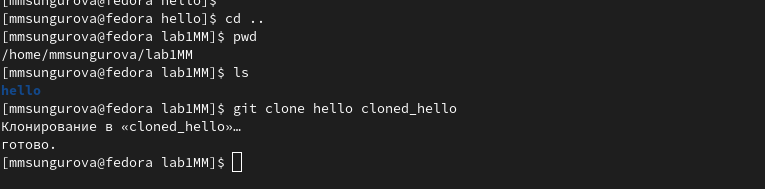 [mmsungurova@fedora hello]$
[mmsungurova@fedora hello]$ cd ..
[mmsungurova@fedora lab1MM]$ pwd
/home/mmsungurova/lab1MM
[mmsungurova@fedora lab1MM]$ ls
hello
[mmsungurova@fedora lab1MM]$ git clone hello cloned_hello
Клонирование в «cloned_hello»…
готово.
[mmsungurova@fedora lab1MM]$